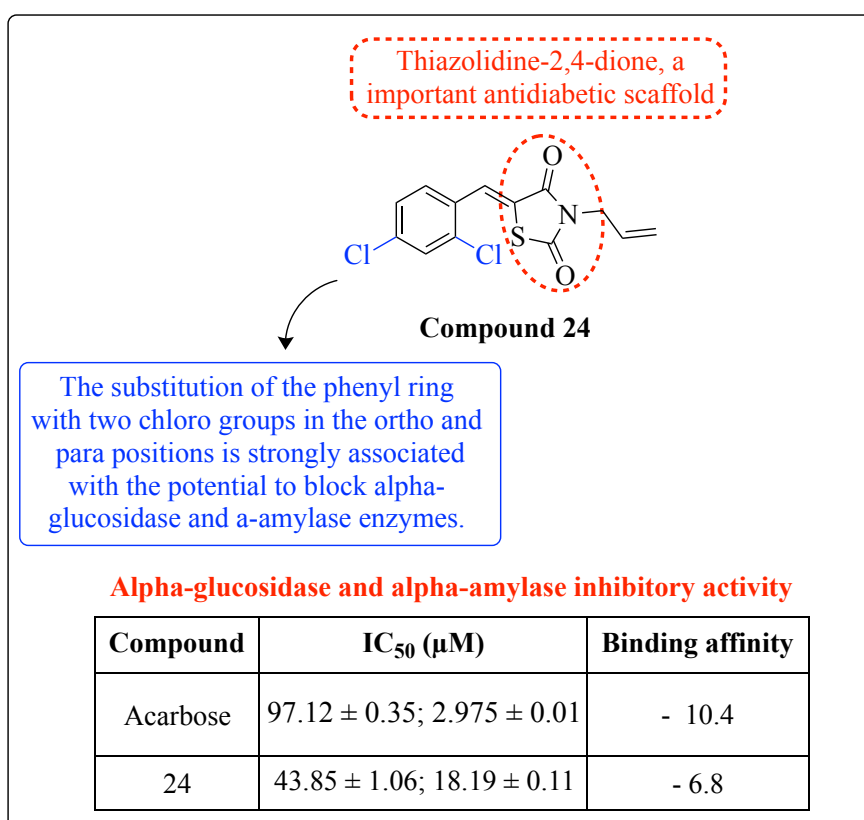 Thiazolidine-2,4-dione, a
important antidiabetic scaffold
O
N
S
O
Cl
Cl
Compound 24
The substitution of the phenyl ring
with two chloro groups in the ortho and
para positions is strongly associated
with the potential to block alpha-
glucosidase and a-amylase enzymes.
Alpha-glucosidase and alpha-amylase inhibitory activity
Compound IC50 (μM) Binding affinity
Acarbose 97.12 ± 0.35; 2.975 ± 0.01 - 10.4
24 43.85 ± 1.06; 18.19 ± 0.11 - 6.8